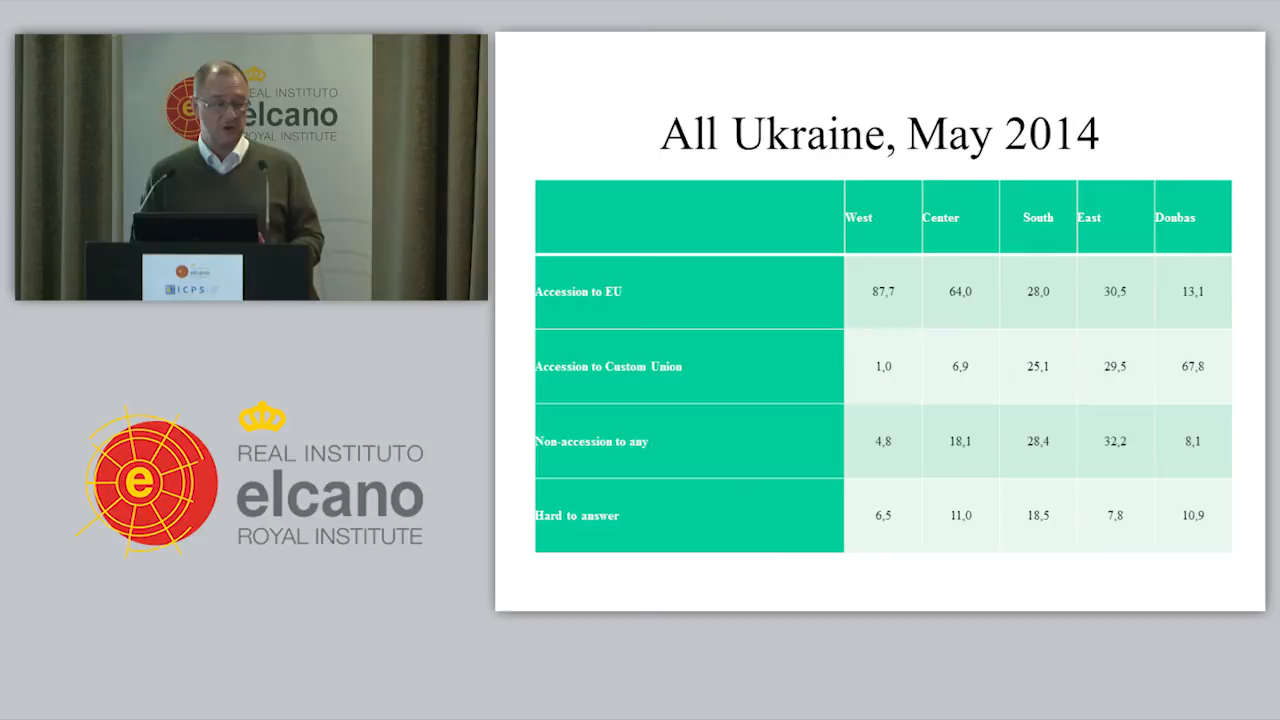 REAL INSTITUTO
elcano
ROYAL INSTITUTE
e
elcano
ICPS
All Ukraine, May 2014
West Center South East Donbas
Accession to EU 87,7 64,0 28,0 30,5 13,1
Accession to Custom Union 1,0 6,9 25,1 29,5 67,8
Non-accession to any 4,8 18,1 28,4 32,2 8,1
Hard to answer 6,5 11,0 18,5 7,8 10,9
e
REAL INSTITUTO
elcano
ROYAL INSTITUTE